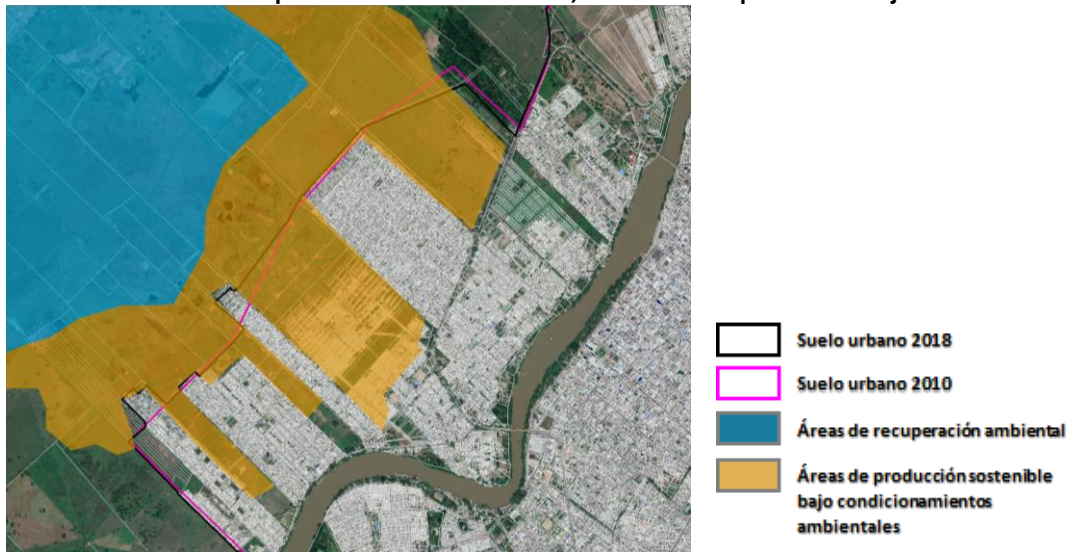 Suelo urbano 2018
Suelo urbano 2010
Áreas de recuperación ambiental
Áreas de producción sostenible
bajo condicionamientos
ambientales